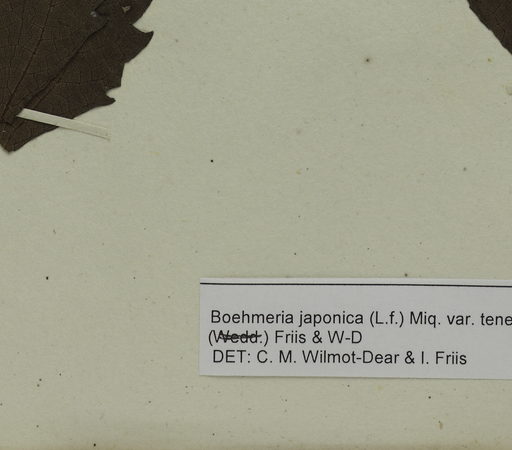 Boehmeria japonica (L.f.) Miq. var. tene
(Wedd.) Friis & W-D
DET: C. M. Wilmot-Dear & I. Friis